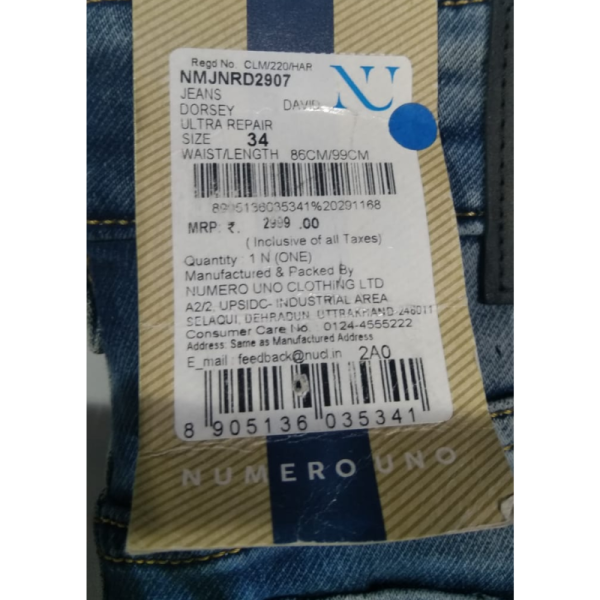 Regd No. CLM/220/HAR
NMJNRD2907
NU
JEANS
DORSEY DAVID
ULTRA REPAIR
SIZE 34
WAIST/LENGTH 86CM/99CM
8905136035341%20291168
MRP: ₹. 2999 .00
( Inclusive of all Taxes)
Quantity : 1 N (ONE)
Manufactured & Packed By
NUMERO UNO CLOTHING LTD
A2/2, UPSIDC- INDUSTRIAL AREA
SELAQUI, DEHRADUN, UTTRAKHAND 248011
Consumer Care No. 0124-4555222
Address: Same as Manufactured Address
E_mail : feedback@nucl.in 2A0
8 905136 035341
NUMERO UNO